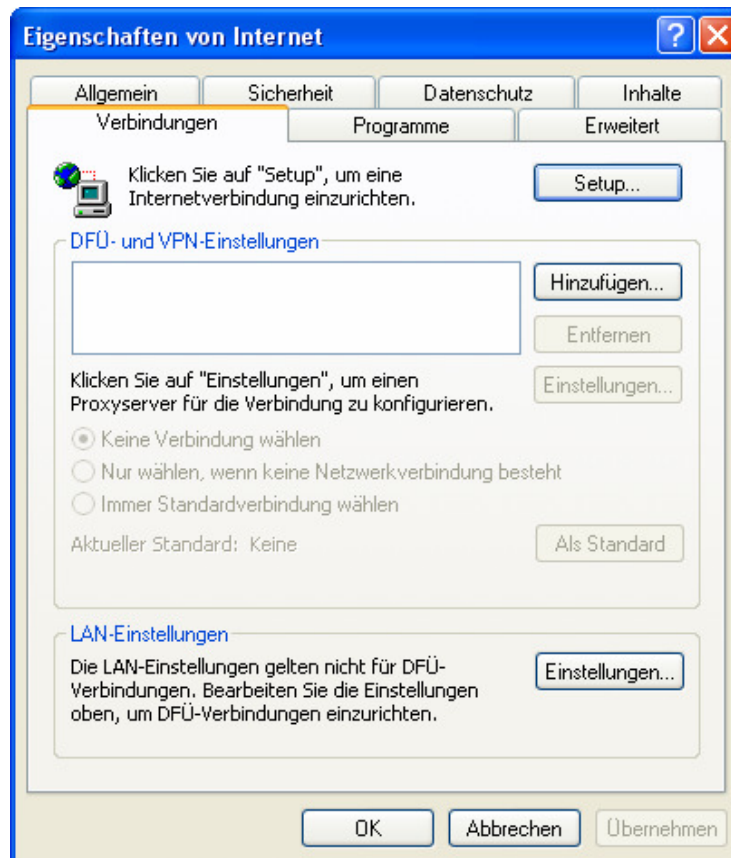 Eigenschaften von Internet
Allgemein
Sicherheit
Datenschutz
Inhalte
Verbindungen
Programme
Erweitert
Klicken Sie auf "Setup", um eine
Internetverbindung einzurichten.
Setup...
DFÜ- und VPN-Einstellungen
Hinzufügen...
Entfernen
Klicken Sie auf "Einstellungen", um einen
Proxyserver für die Verbindung zu konfigurieren.
Einstellungen...
Keine Verbindung wählen
Nur wählen, wenn keine Netzwerkverbindung besteht
Immer Standardverbindung wählen
Aktueller Standard: Keine
Als Standard
LAN-Einstellungen
Die LAN-Einstellungen gelten nicht für DFÜ-
Verbindungen. Bearbeiten Sie die Einstellungen
oben, um DFÜ-Verbindungen einzurichten.
Einstellungen...
OK
Abbrechen
Übernehmen